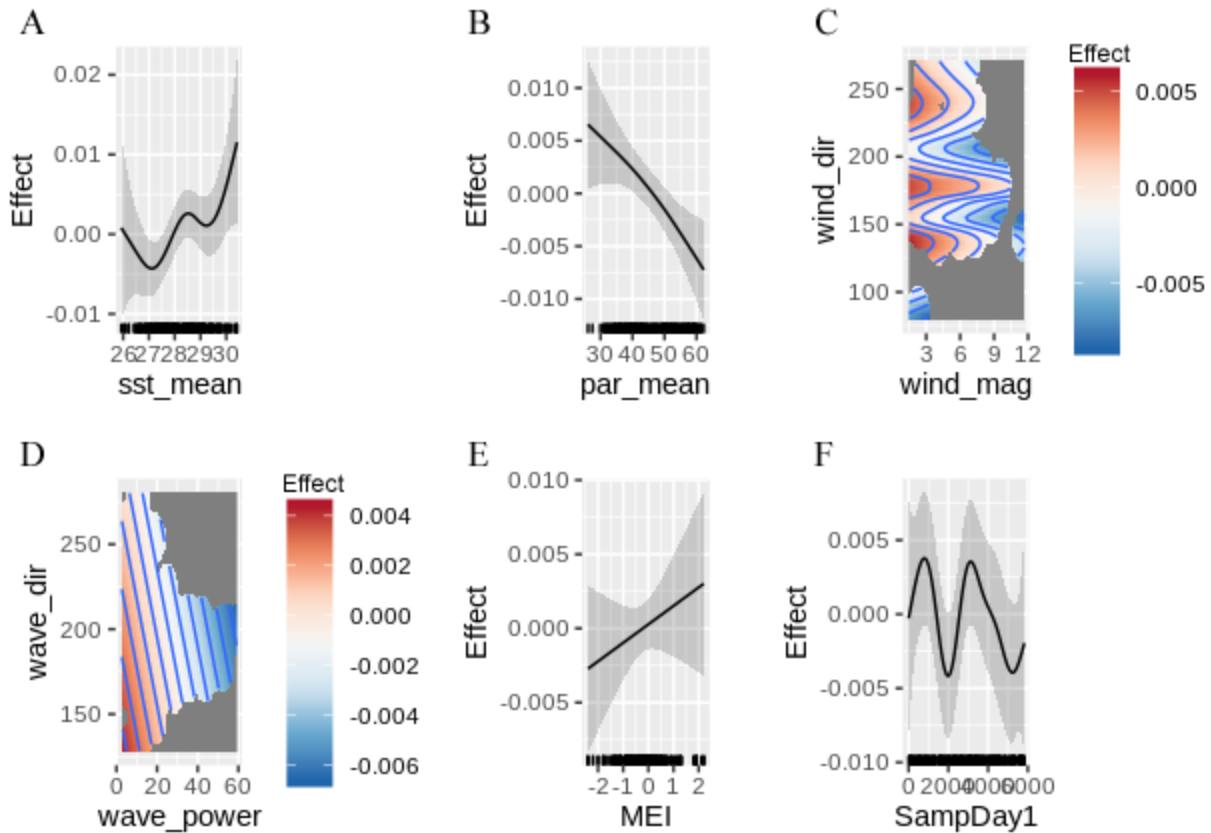 A
0.02
0.01
0.00
-0.01
Effect
26 27 28 29 30
sst_mean
B
0.010
0.005
0.000
-0.005
-0.010
Effect
30 40 50 60
par_mean
C
250
200
150
100
wind_dir
3 6 9 12
wind_mag
Effect
0.005
0.000
-0.005
D
250
200
150
wave_dir
0 20 40 60
wave_power
Effect
0.004
0.002
0.000
-0.002
-0.004
-0.006
E
0.010
0.005
0.000
-0.005
Effect
-2 -1 0 1 2
MEI
F
0.005
0.000
-0.005
-0.010
Effect
0 2000 4000 6000
SampDay1